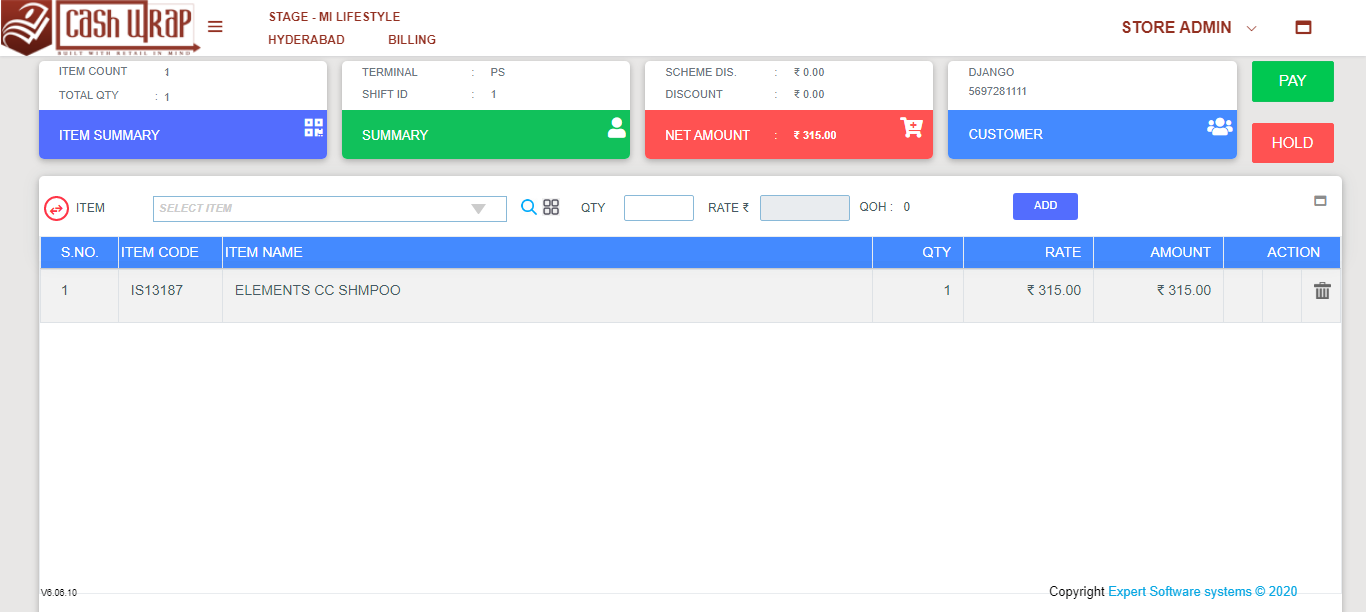 CASH WRAP
BUILT WITH RETAIL IN MIND
STAGE - MI LIFESTYLE
HYDERABAD BILLING
STORE ADMIN
ITEM COUNT 1
TOTAL QTY : 1
ITEM SUMMARY
TERMINAL : PS
SHIFT ID : 1
SUMMARY
SCHEME DIS. : ₹ 0.00
DISCOUNT : ₹ 0.00
NET AMOUNT : ₹ 315.00
DJANGO
5697281111
CUSTOMER
PAY
HOLD
ITEM SELECT ITEM QTY RATE ₹ QOH : 0 ADD
S.NO. ITEM CODE ITEM NAME QTY RATE AMOUNT ACTION
1 IS13187 ELEMENTS CC SHMPOO 1 ₹ 315.00 ₹ 315.00
V6.06.10
Copyright Expert Software systems © 2020